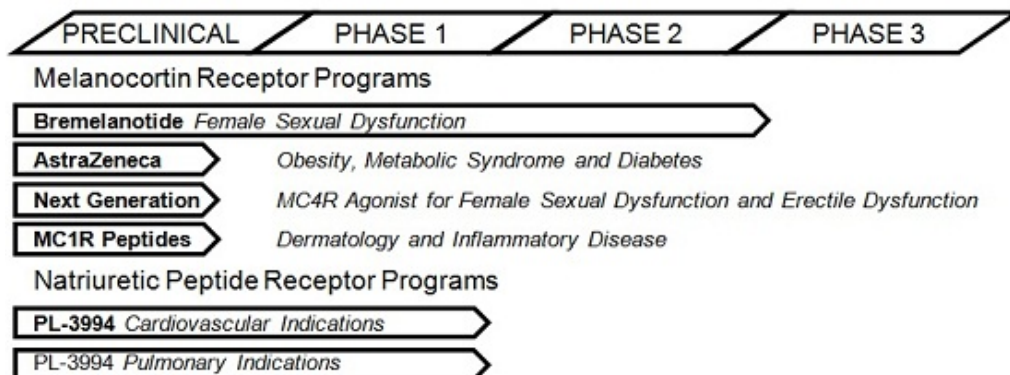 PRECLINICAL PHASE 1 PHASE 2 PHASE 3
Melanocortin Receptor Programs
Bremelanotide Female Sexual Dysfunction
AstraZeneca Obesity, Metabolic Syndrome and Diabetes
Next Generation MC4R Agonist for Female Sexual Dysfunction and Erectile Dysfunction
MC1R Peptides Dermatology and Inflammatory Disease
Natriuretic Peptide Receptor Programs
PL-3994 Cardiovascular Indications
PL-3994 Pulmonary Indications